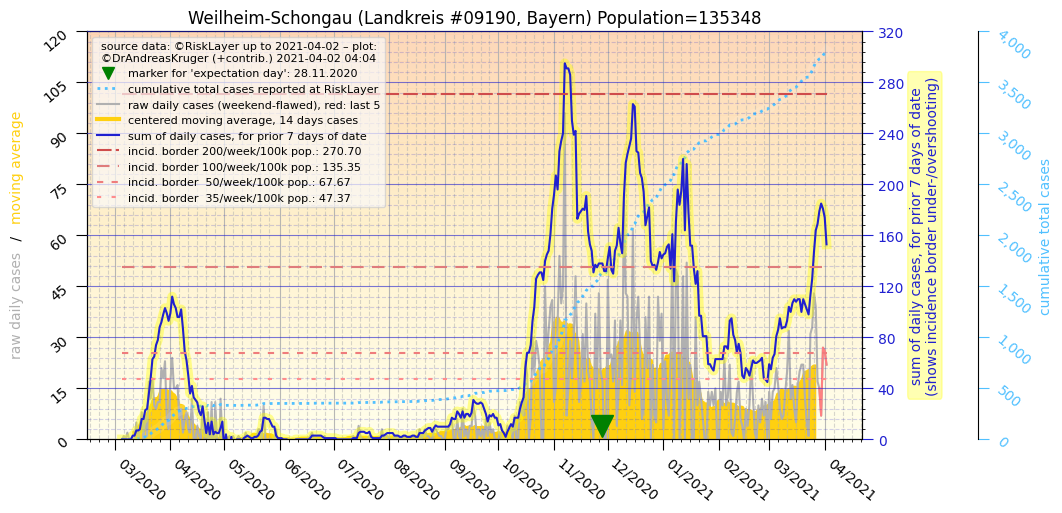 Weilheim-Schongau (Landkreis #09190, Bayern) Population=135348
source data: ©RiskLayer up to 2021-04-02 – plot:
©DrAndreasKruger (+contrib.) 2021-04-02 04:04
marker for 'expectation day': 28.11.2020
cumulative total cases reported at RiskLayer
raw daily cases (weekend-flawed), red: last 5
centered moving average, 14 days cases
sum of daily cases, for prior 7 days of date
incid. border 200/week/100k pop.: 270.70
incid. border 100/week/100k pop.: 135.35
incid. border  50/week/100k pop.: 67.67
incid. border  35/week/100k pop.: 47.37
raw daily cases / moving average
120
105
90
75
60
45
30
15
0
03/2020
04/2020
05/2020
06/2020
07/2020
08/2020
09/2020
10/2020
11/2020
12/2020
01/2021
02/2021
03/2021
04/2021
320
280
240
200
160
120
80
40
0
sum of daily cases, for prior 7 days of date
(shows incidence border under-/overshooting)
4,000
3,500
3,000
2,500
2,000
1,500
1,000
500
0
cumulative total cases